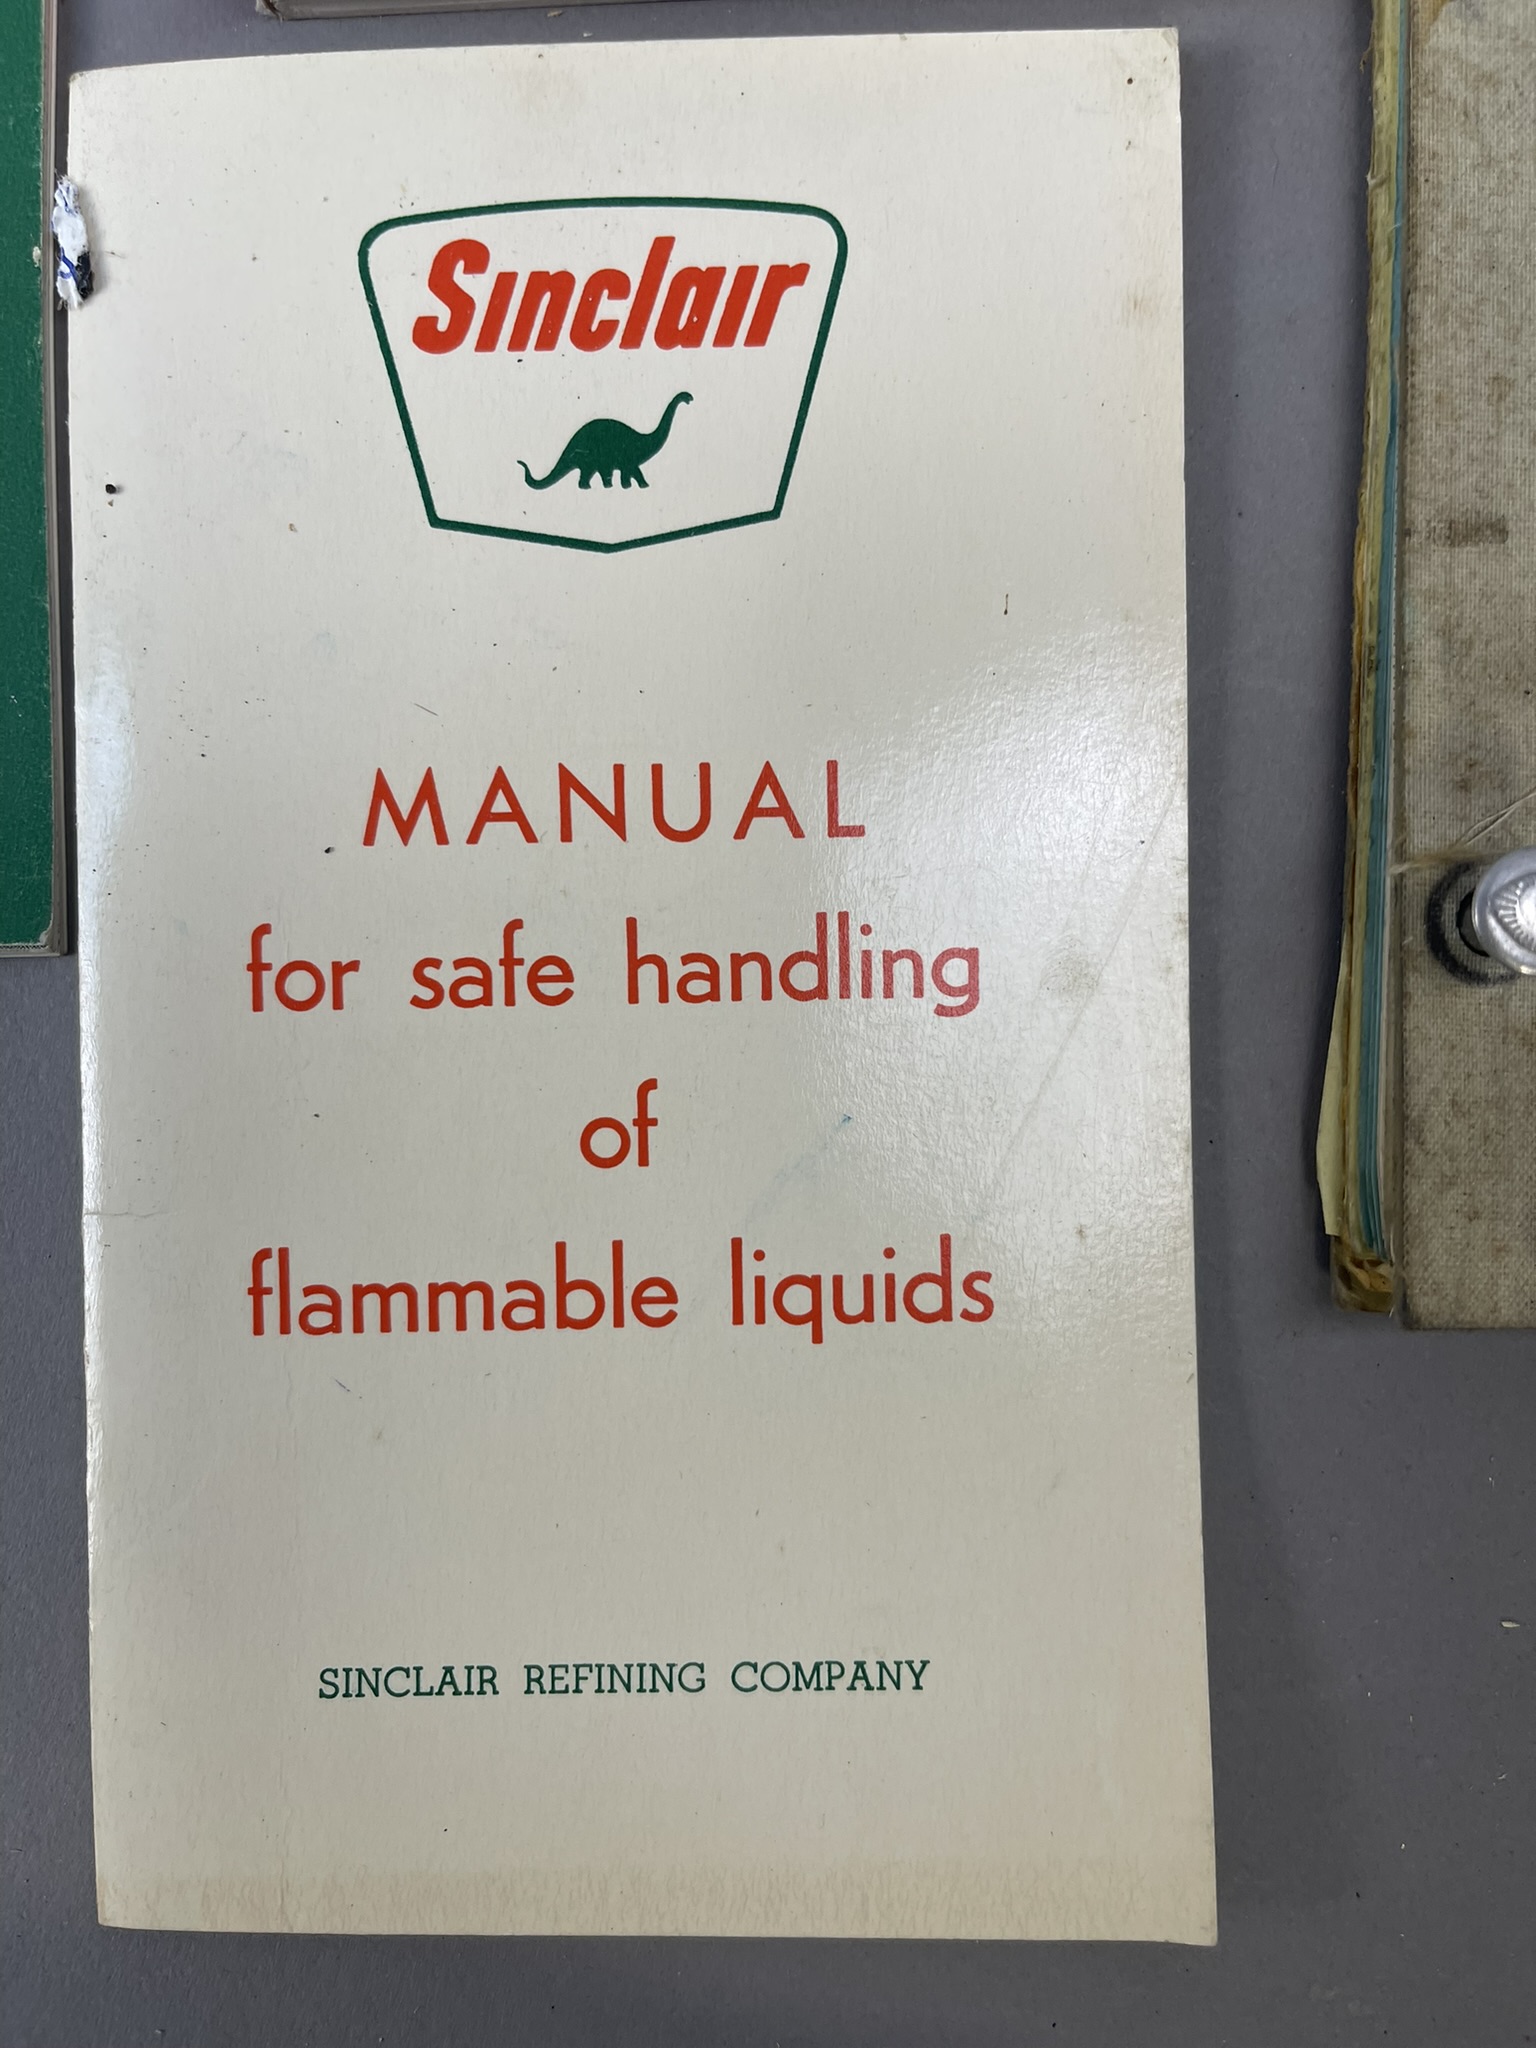 Sinclair
MANUAL
for safe handling
of
flammable liquids
SINCLAIR REFINING COMPANY